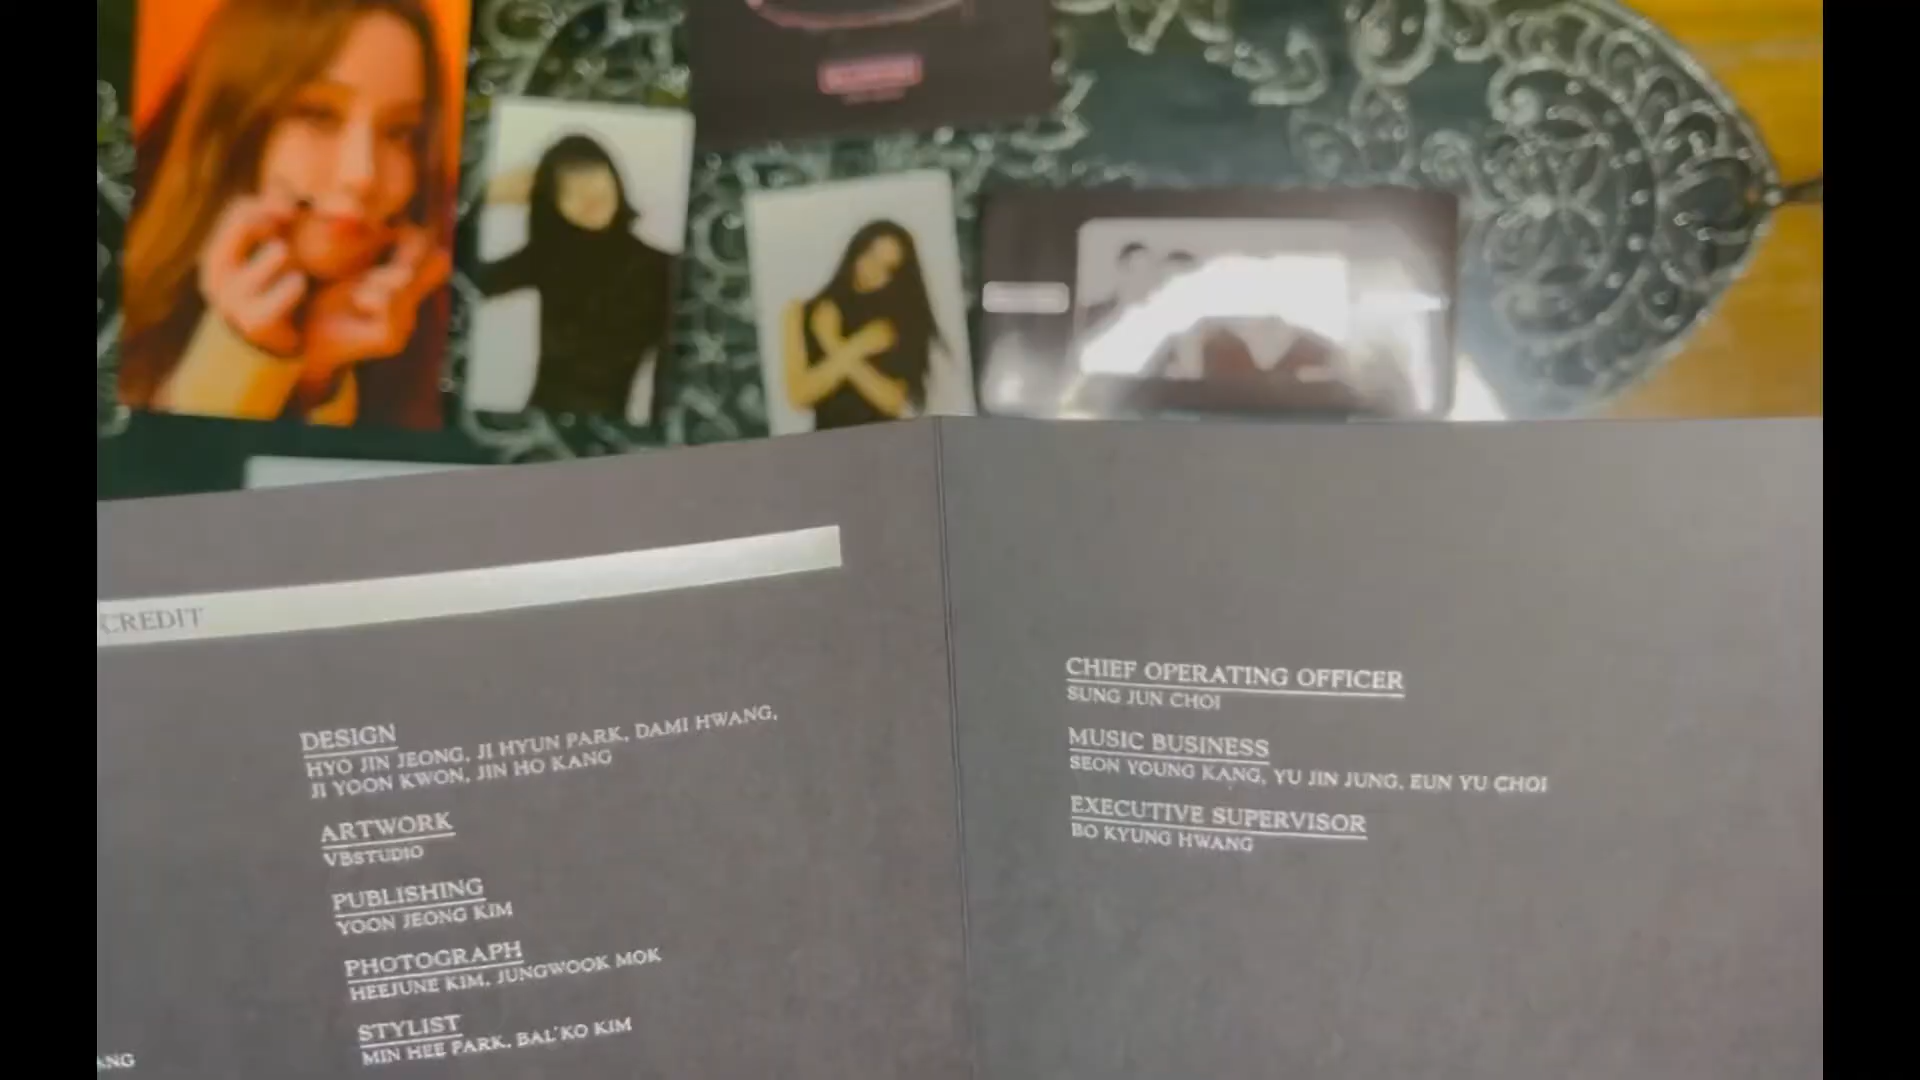 CREDIT
DESIGN
HYO JIN JEONG, JI HYUN PARK, DAMI HWANG,
JI YOON KWON, JIN HO KANG
ARTWORK
VBSTUDIO
PUBLISHING
YOON JEONG KIM
PHOTOGRAPH
HEEJUNE KIM, JUNGWOOK MOK
STYLIST
MIN HEE PARK, BAL'KO KIM
ANG
CHIEF OPERATING OFFICER
SUNG JUN CHOI
MUSIC BUSINESS
SEON YOUNG KANG, YU JIN JUNG, EUN YU CHOI
EXECUTIVE SUPERVISOR
BO KYUNG HWANG